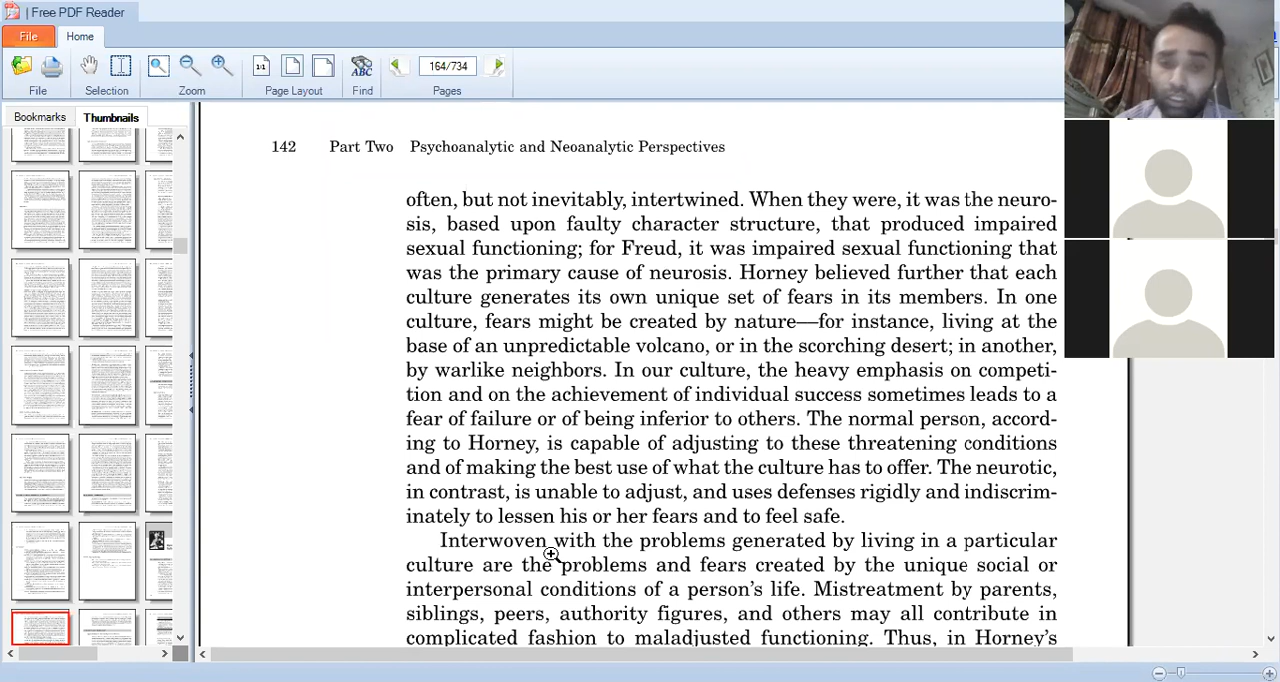 | Free PDF Reader
File
Home
1:1
ABC
164/734
File
Selection
Zoom
Page Layout
Find
Pages
Bookmarks
Thumbnails
142 Part Two Psychoanalytic and Neoanalytic Perspectives
often, but not inevitably, intertwined. When they were, it was the neuro-
sis, based upon faulty character structure, that produced impaired
sexual functioning; for Freud, it was impaired sexual functioning that
was the primary cause of neurosis. Horney believed further that each
culture generates its own unique set of fears in its members. In one
culture, fears might be created by nature—for instance, living at the
base of an unpredictable volcano, or in the scorching desert; in another,
by warlike neighbors. In our culture, the heavy emphasis on competi-
tion and on the achievement of individual success sometimes leads to a
fear of failure or of being inferior to others. The normal person, accord-
ing to Horney, is capable of adjusting to these threatening conditions
and of making the best use of what the culture has to offer. The neurotic,
in contrast, is unable to adjust, and uses defenses rigidly and indiscrim-
inately to lessen his or her fears and to feel safe.
Interwoven with the problems generated by living in a particular
culture are the problems and fears created by the unique social or
interpersonal conditions of a person's life. Mistreatment by parents,
siblings, peers, authority figures, and others may all contribute in
complicated fashion to maladjusted functioning. Thus, in Horney's